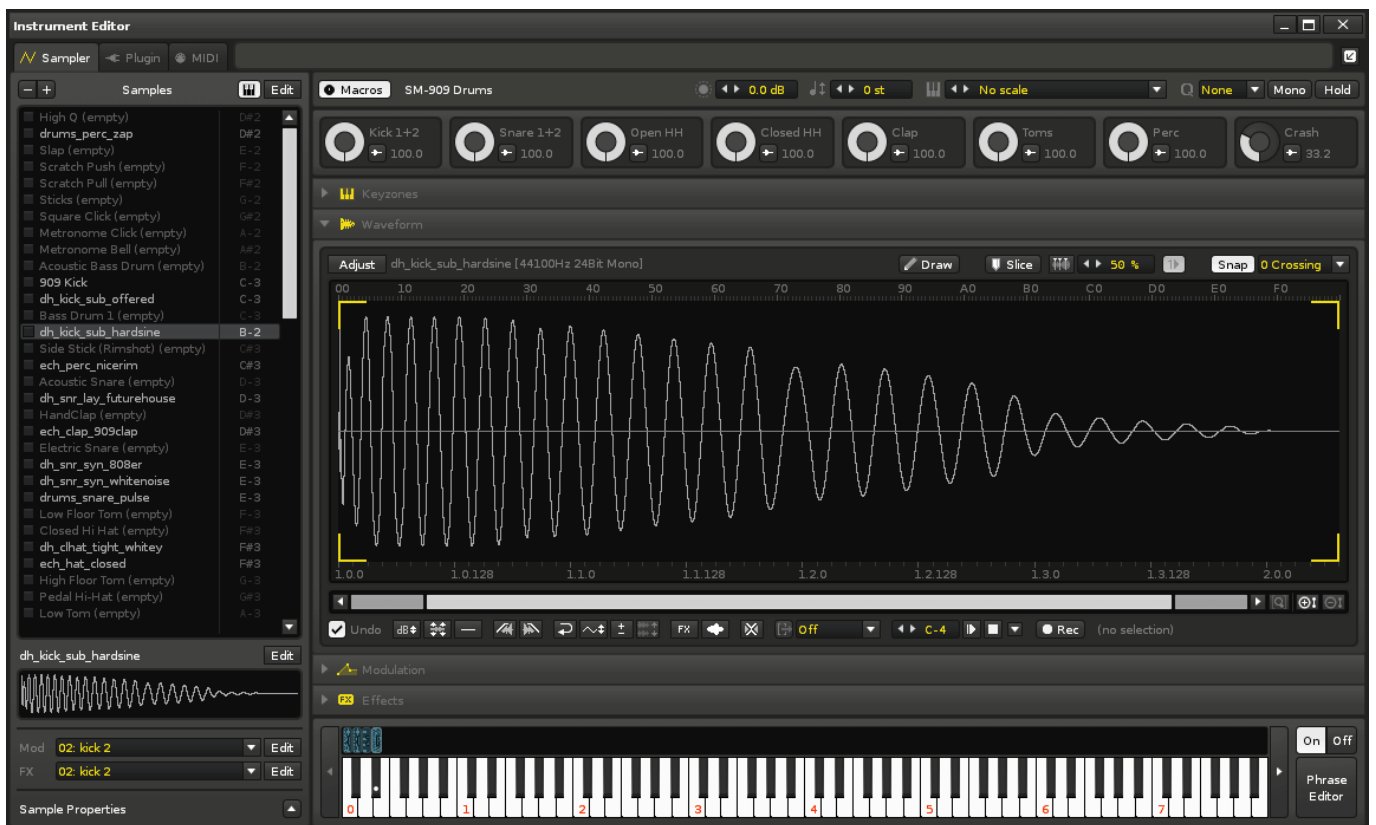 Instrument Editor
Sampler Plugin MIDI
Samples Edit
High Q (empty) D#2
drums_perc_zap D#2
Slap (empty) E-2
Scratch Push (empty) F-2
Scratch Pull (empty) F#2
Sticks (empty) G-2
Square Click (empty) G#2
Metronome Click (empty) A-2
Metronome Bell (empty) A#2
Acoustic Bass Drum (empty) B-2
909 Kick C-3
dh_kick_sub_offered C-3
Bass Drum 1 (empty) C-3
dh_kick_sub_hardsine B-2
Side Stick (Rimshot) (empty) C#3
ech_perc_nicerim C#3
Acoustic Snare (empty) D-3
dh_snr_lay_futurehouse D-3
HandClap (empty) D#3
ech_clap_909clap D#3
Electric Snare (empty) E-3
dh_snr_syn_808er E-3
dh_snr_syn_whitenoise E-3
drums_snare_pulse E-3
Low Floor Tom (empty) F-3
Closed Hi Hat (empty) F#3
dh_clhat_tight_whitey F#3
ech_hat_closed F#3
High Floor Tom (empty) G-3
Pedal Hi-Hat (empty) G#3
Low Tom (empty) A-3
dh_kick_sub_hardsine Edit
Mod 02: kick 2 Edit
FX 02: kick 2 Edit
Sample Properties
Macros SM-909 Drums 0.0 dB 0 st No scale None Mono Hold
Kick 1+2 Snare 1+2 Open HH Closed HH Clap Toms Perc Crash
100.0 100.0 100.0 100.0 100.0 100.0 100.0 33.2
Keyzones
Waveform
Adjust dh_kick_sub_hardsine [44100Hz 24Bit Mono] Draw Slice 50 % Snap 0 Crossing
00 10 20 30 40 50 60 70 80 90 A0 B0 C0 D0 E0 F0
1.0.0 1.0.128 1.1.0 1.1.128 1.2.0 1.2.128 1.3.0 1.3.128 2.0.0
Undo dB FX Off C-4 Rec (no selection)
Modulation
FX Effects
On Off
0 1 2 3 4 5 6 7
Phrase
Editor